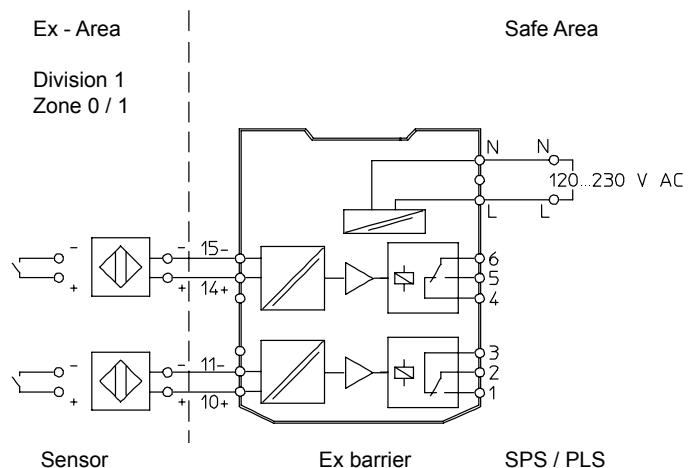 Ex - Area
Safe Area
Division 1
Zone 0 / 1
N
N
120...230 V AC
L
L
-
-
15-
6
+
+
14+
5
4
3
-
-
11-
2
+
+
10+
1
Sensor
Ex barrier
SPS / PLS